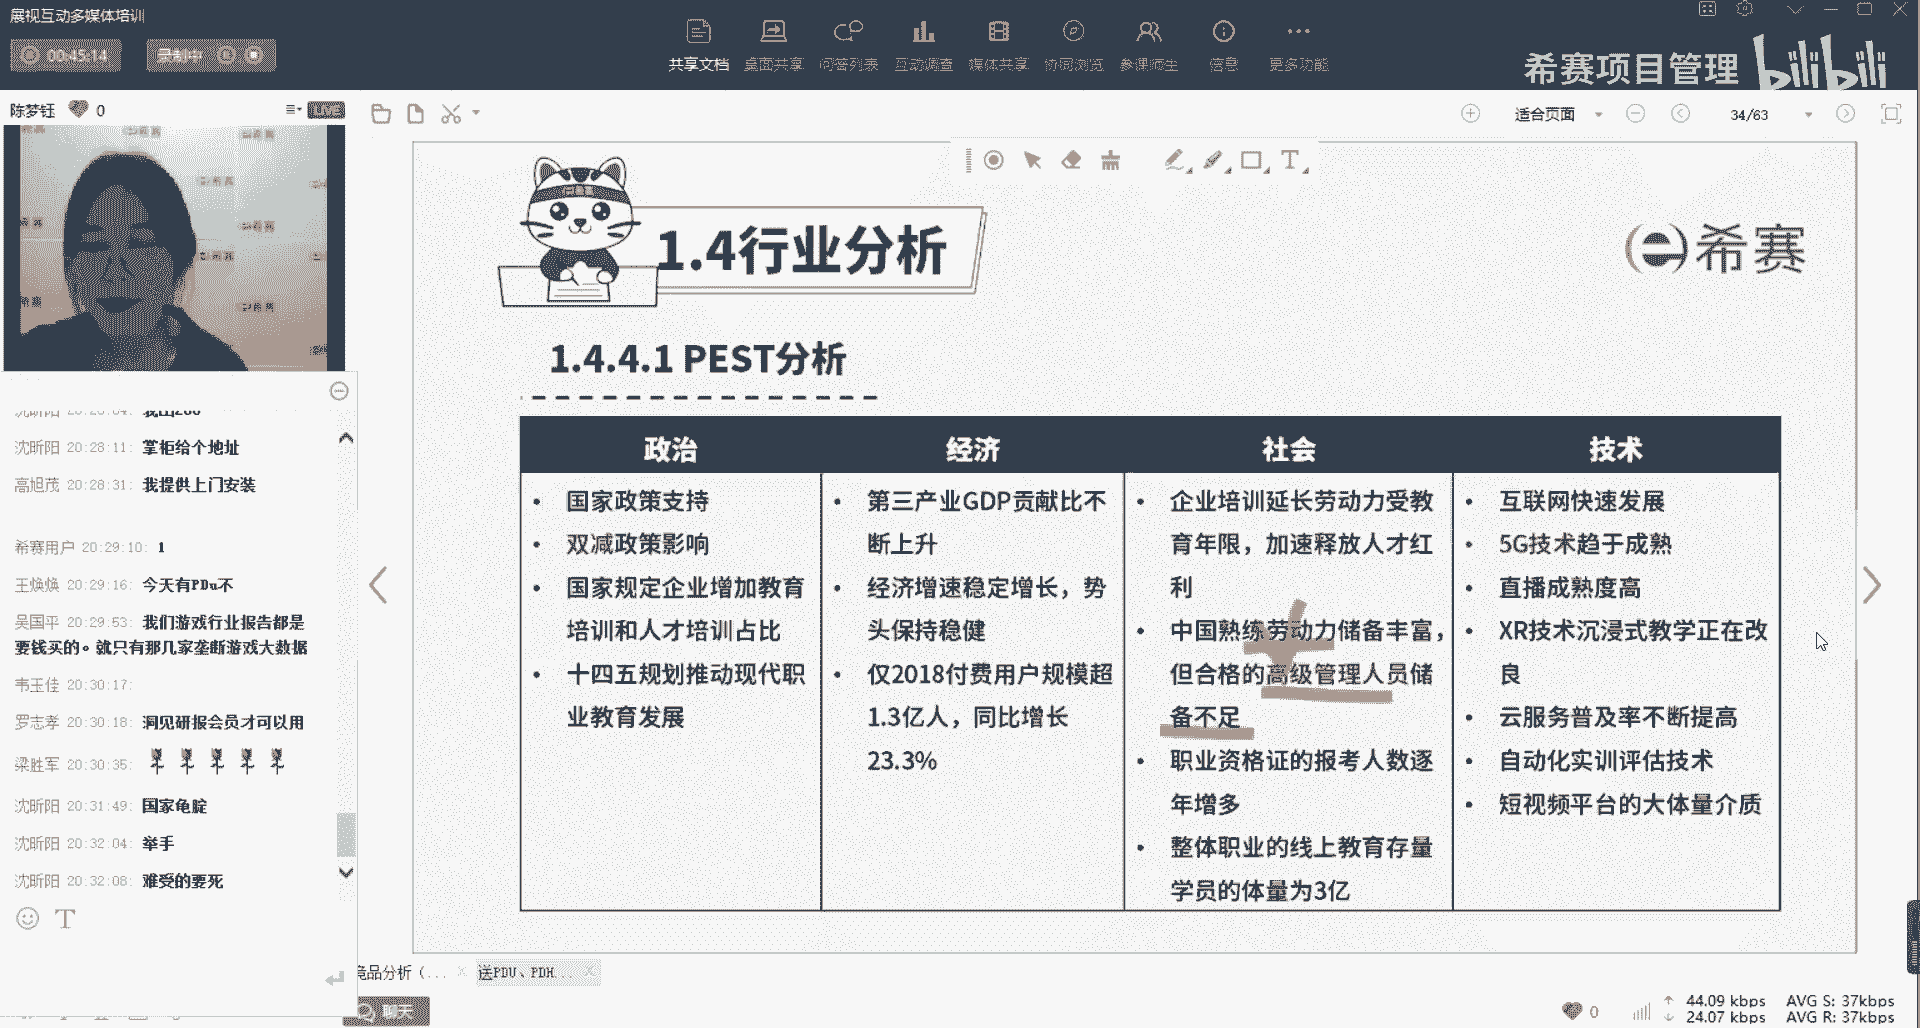 展视互动多媒体培训
00:45:14
录制中
共享文档 桌面共享 问答列表 互动调查 媒体共享 协同浏览 参课师生 信息 更多功能
希赛项目管理 bilibili
陈梦钰 0
LIVE
适合页面
34/63
沈昕阳 20:28:11: 掌柜给个地址
高旭茂 20:28:31: 我提供上门安装
希赛用户 20:29:10: 1
王焕焕 20:29:16: 今天有PDu不
吴国平 20:29:53: 我们游戏行业报告都是
要钱买的。就只有那几家垄断游戏大数据
韦玉佳 20:30:17:
罗志孝 20:30:18: 洞见研报会员才可以用
梁胜军 20:30:35:
沈昕阳 20:31:49: 国家龟腚
沈昕阳 20:32:04: 举手
沈昕阳 20:32:08: 难受的要死
1.4行业分析
希赛
1.4.4.1 PEST分析
政治
• 国家政策支持
• 双减政策影响
• 国家规定企业增加教育
培训和人才培训占比
• 十四五规划推动现代职
业教育发展
经济
• 第三产业GDP贡献比不
断上升
• 经济增速稳定增长，势
头保持稳健
• 仅2018付费用户规模超
1.3亿人，同比增长
23.3%
社会
• 企业培训延长劳动力受教
育年限，加速释放人才红
利
• 中国熟练劳动力储备丰富，
但合格的高级管理人员储
备不足
• 职业资格证的报考人数逐
年增多
• 整体职业的线上教育存量
学员的体量为3亿
技术
• 互联网快速发展
• 5G技术趋于成熟
• 直播成熟度高
• XR技术沉浸式教学正在改
良
• 云服务普及率不断提高
• 自动化实训评估技术
• 短视频平台的大体量介质
竞品分析（...
送PDU、PDH...
聊天
0
44.09 kbps AVG S: 37kbps
24.07 kbps AVG R: 37kbps